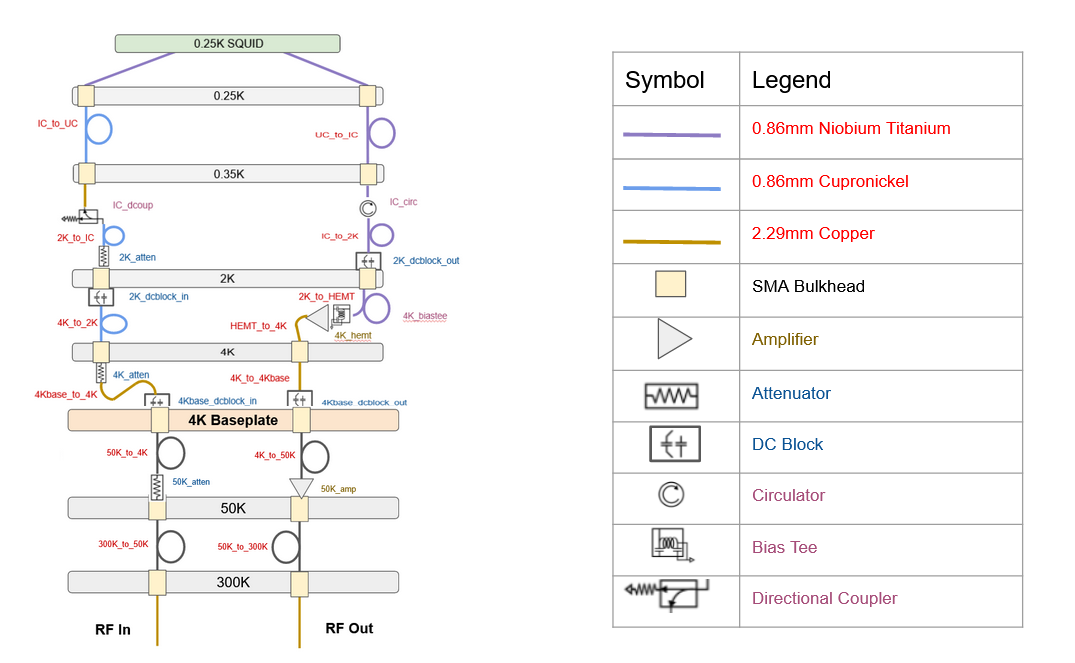 0.25K SQUID
0.25K
IC_to_UC
UC_to_IC
0.35K
IC_dcoup
IC_circ
2K_to_IC
IC_to_2K
2K_atten
2K_dcblock_out
2K
2K_dcblock_in
2K_to_HEMT
4K_biastee
4K_to_2K
HEMT_to_4K
4K_hemt
4K
4K_atten
4K_to_4Kbase
4Kbase_to_4K
4Kbase_dcblock_in
4Kbase_dcblock_out
4K Baseplate
50K_to_4K
4K_to_50K
50K_atten
50K_amp
50K
300K_to_50K
50K_to_300K
300K
RF In
RF Out
Symbol
Legend
0.86mm Niobium Titanium
0.86mm Cupronickel
2.29mm Copper
SMA Bulkhead
Amplifier
Attenuator
DC Block
Circulator
Bias Tee
Directional Coupler